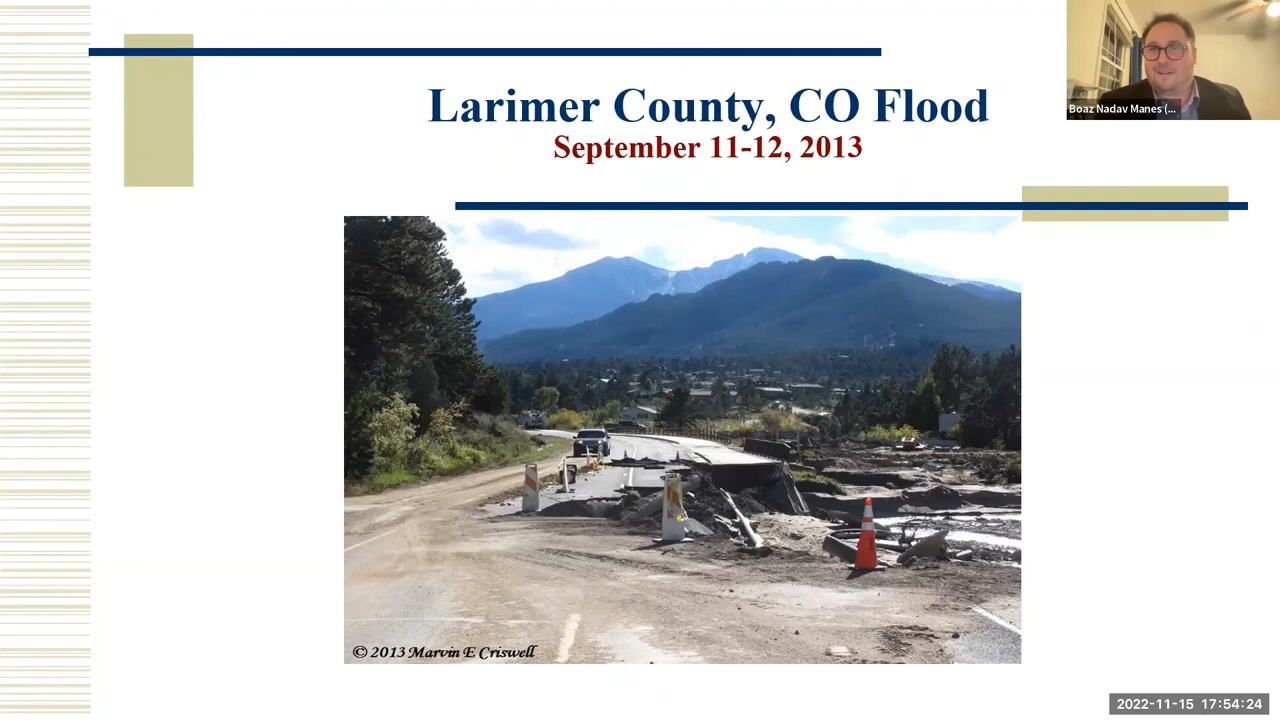 Larimer County, CO Flood
September 11-12, 2013
Boaz Nadav Manes (...
© 2013 Marvin E Criswell
2022-11-15 17:54:24